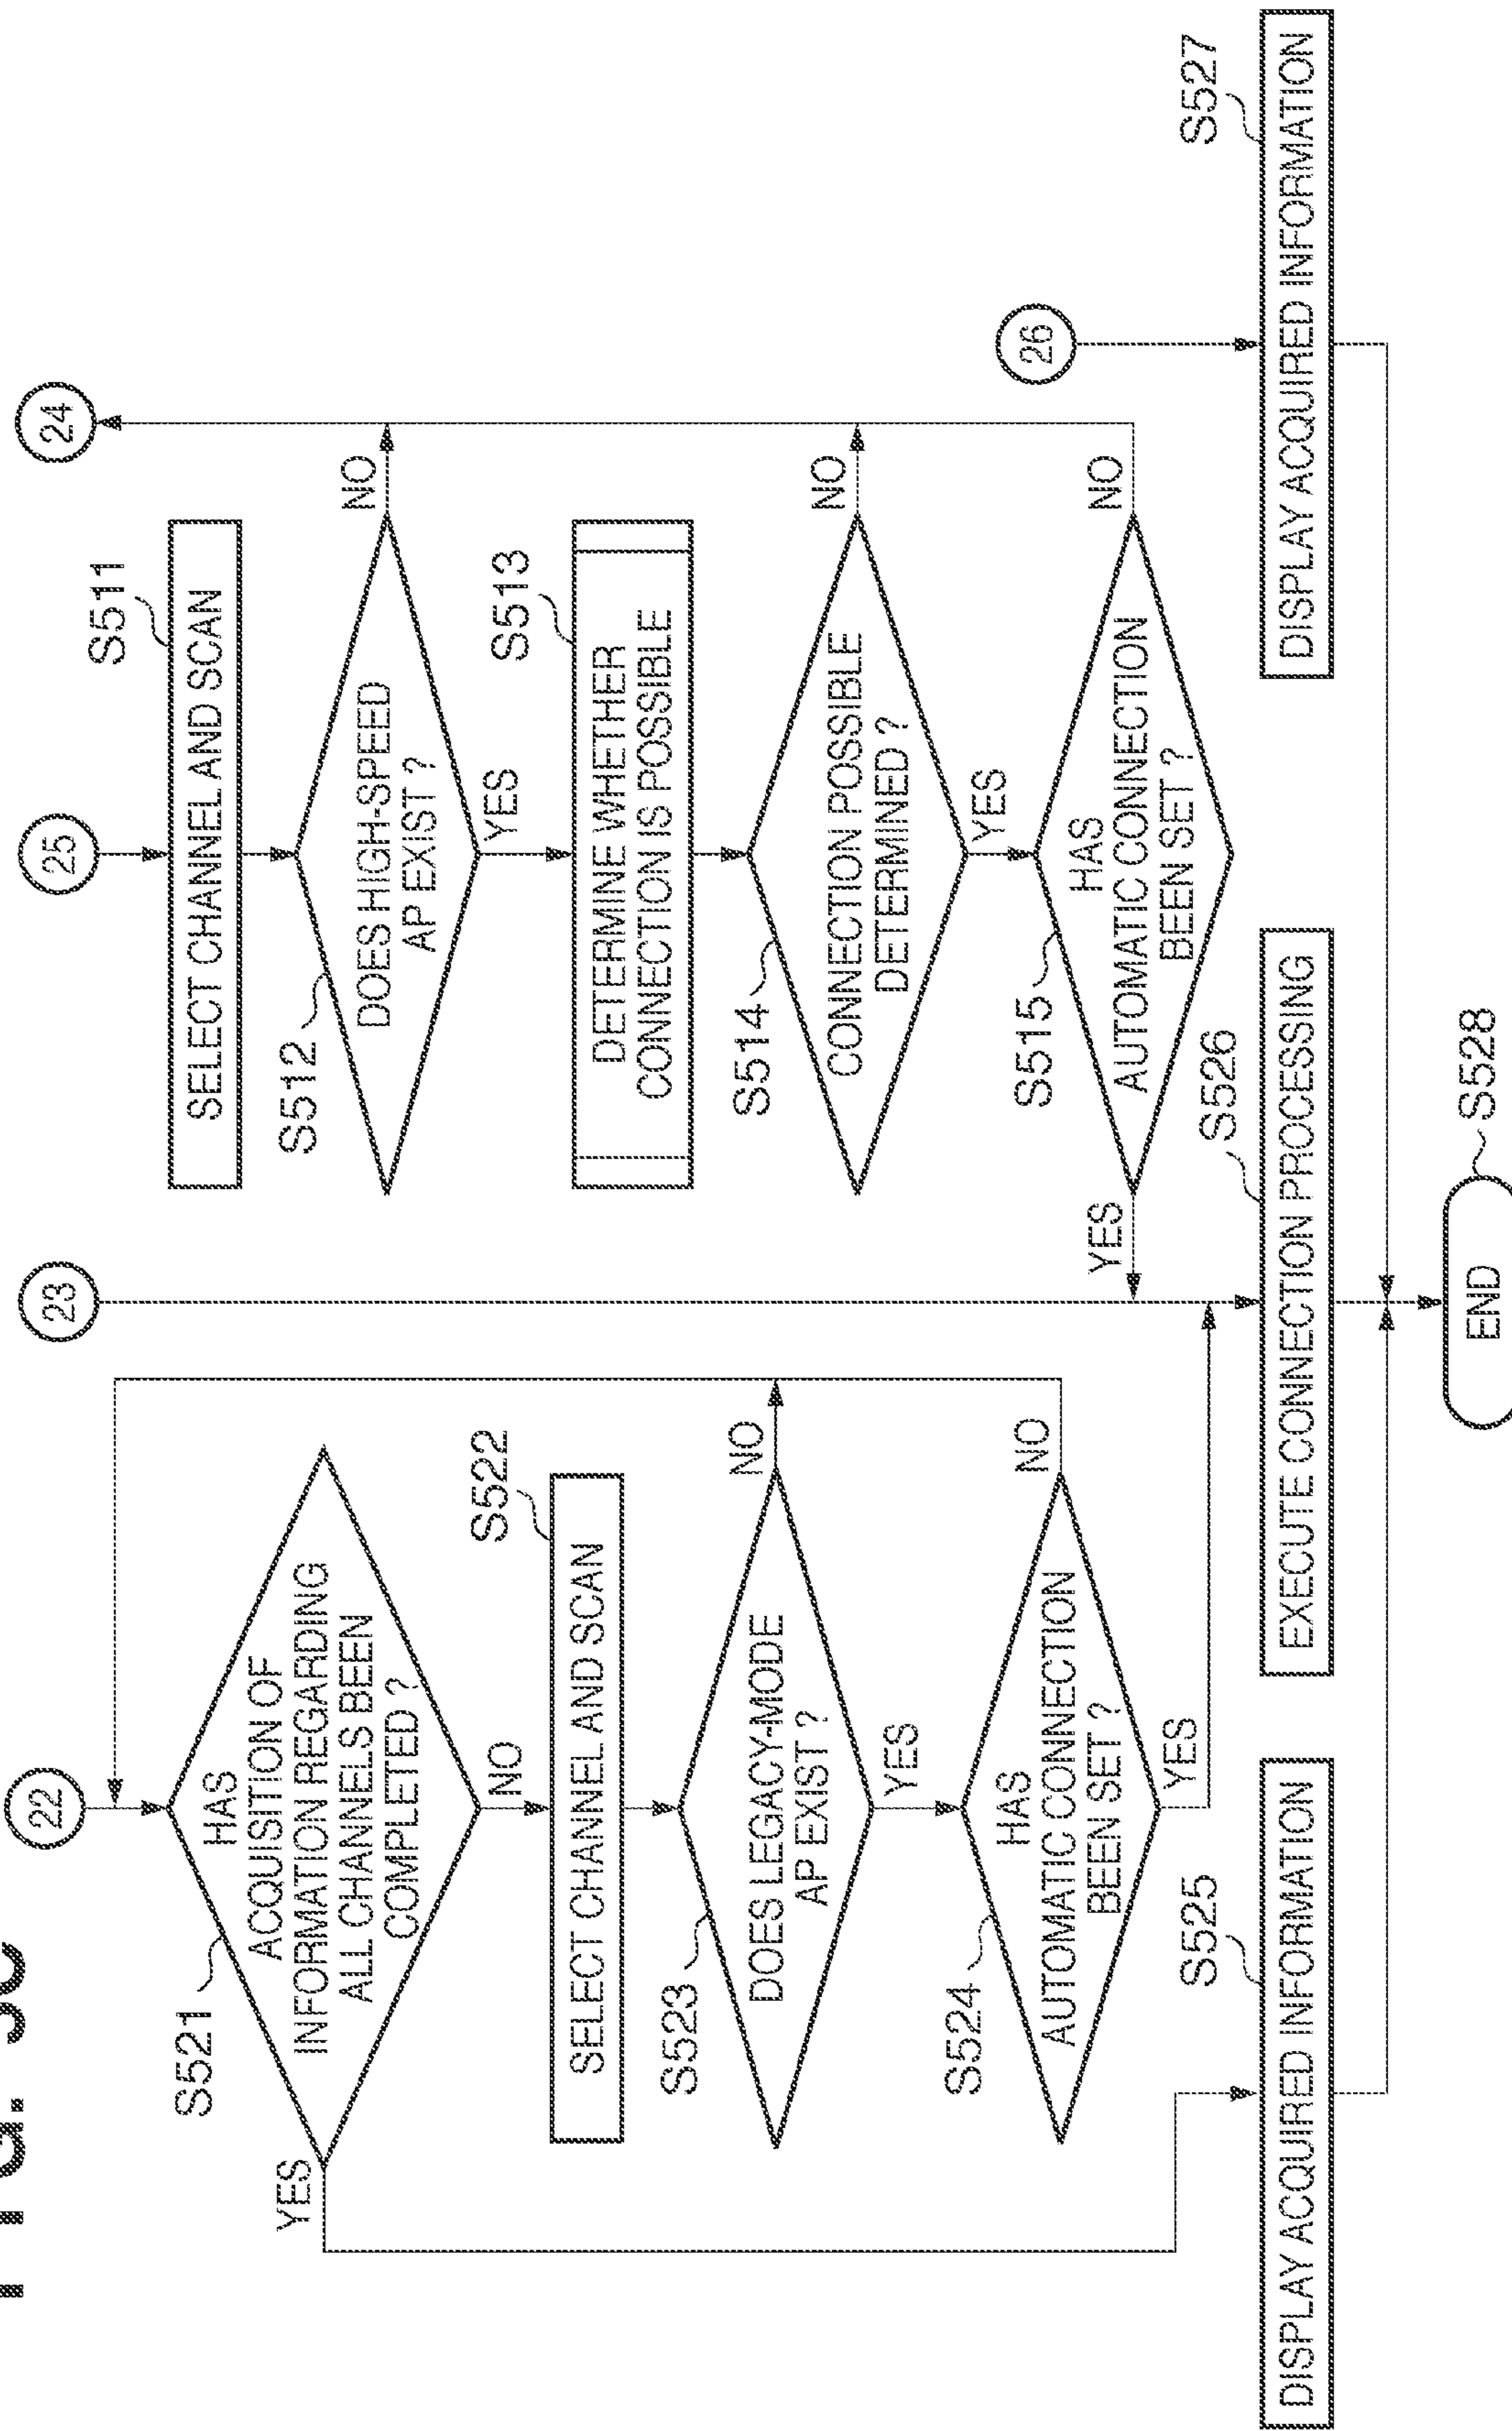 22
HAS
ACQUISITION OF
INFORMATION REGARDING
ALL CHANNELS BEEN
COMPLETED ?
S521
YES
NO
S522
SELECT CHANNEL AND SCAN
S523
DOES LEGACY-MODE
AP EXIST ?
NO
YES
S524
HAS
AUTOMATIC CONNECTION
BEEN SET ?
NO
YES
S525
DISPLAY ACQUIRED INFORMATION
23
25
24
S511
SELECT CHANNEL AND SCAN
S512
DOES HIGH-SPEED
AP EXIST ?
NO
YES
S513
DETERMINE WHETHER
CONNECTION IS POSSIBLE
S514
CONNECTION POSSIBLE
DETERMINED ?
NO
YES
S515
HAS
AUTOMATIC CONNECTION
BEEN SET ?
NO
YES
S526
EXECUTE CONNECTION PROCESSING
26
S527
DISPLAY ACQUIRED INFORMATION
END
S528